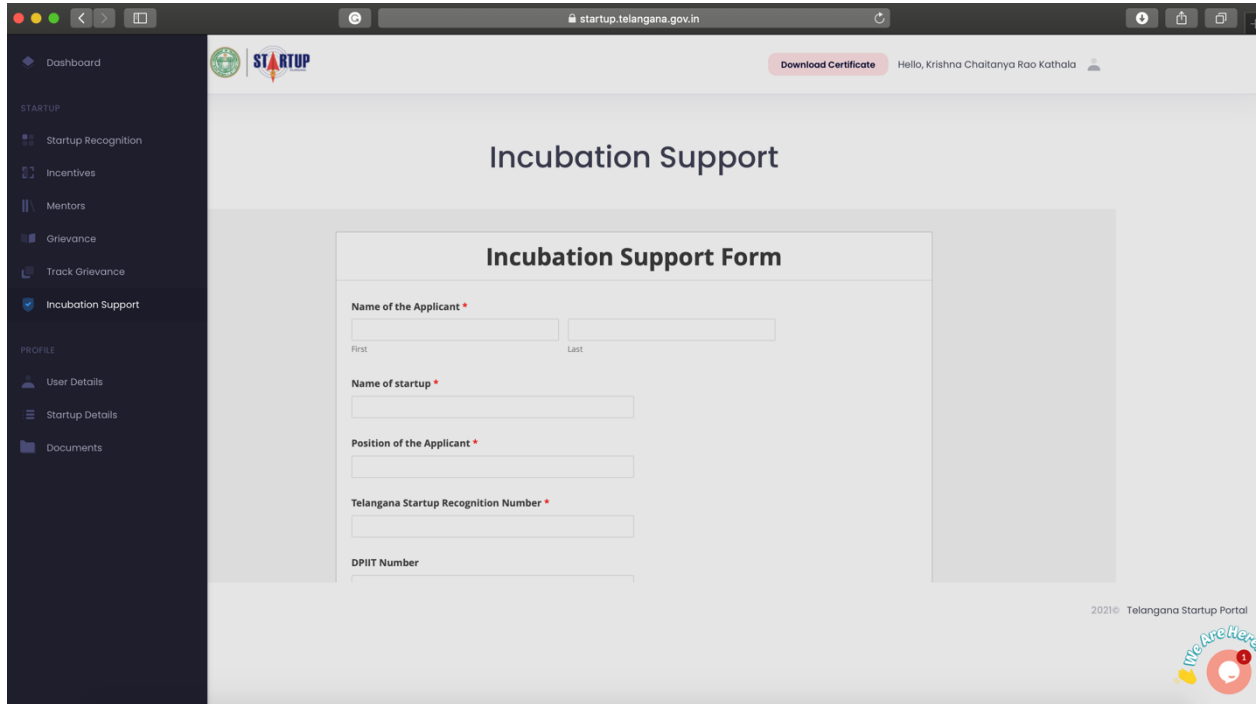 startup.telangana.gov.in
Dashboard
STARTUP
Startup Recognition
Incentives
Mentors
Grievance
Track Grievance
Incubation Support
PROFILE
User Details
Startup Details
Documents
STARTUP
Download Certificate
Hello, Krishna Chaitanya Rao Kathala
Incubation Support
Incubation Support Form
Name of the Applicant *
First Last
Name of startup *
Position of the Applicant *
Telangana Startup Recognition Number *
DPIIT Number
2021© Telangana Startup Portal
We Are Here
1